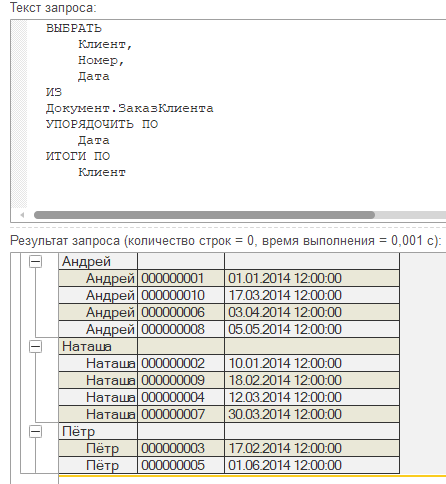 Текст запроса:
ВЫБРАТЬ
Клиент,
Номер,
Дата
ИЗ
Документ.ЗаказКлиента
УПОРЯДОЧИТЬ ПО
Дата
ИТОГИ ПО
Клиент
Результат запроса (количество строк = 0, время выполнения = 0,001 с):
Андрей
Андрей 000000001 01.01.2014 12:00:00
Андрей 000000010 17.03.2014 12:00:00
Андрей 000000006 03.04.2014 12:00:00
Андрей 000000008 05.05.2014 12:00:00
Наташа
Наташа 000000002 10.01.2014 12:00:00
Наташа 000000009 18.02.2014 12:00:00
Наташа 000000004 12.03.2014 12:00:00
Наташа 000000007 30.03.2014 12:00:00
Пётр
Пётр 000000003 17.02.2014 12:00:00
Пётр 000000005 01.06.2014 12:00:00